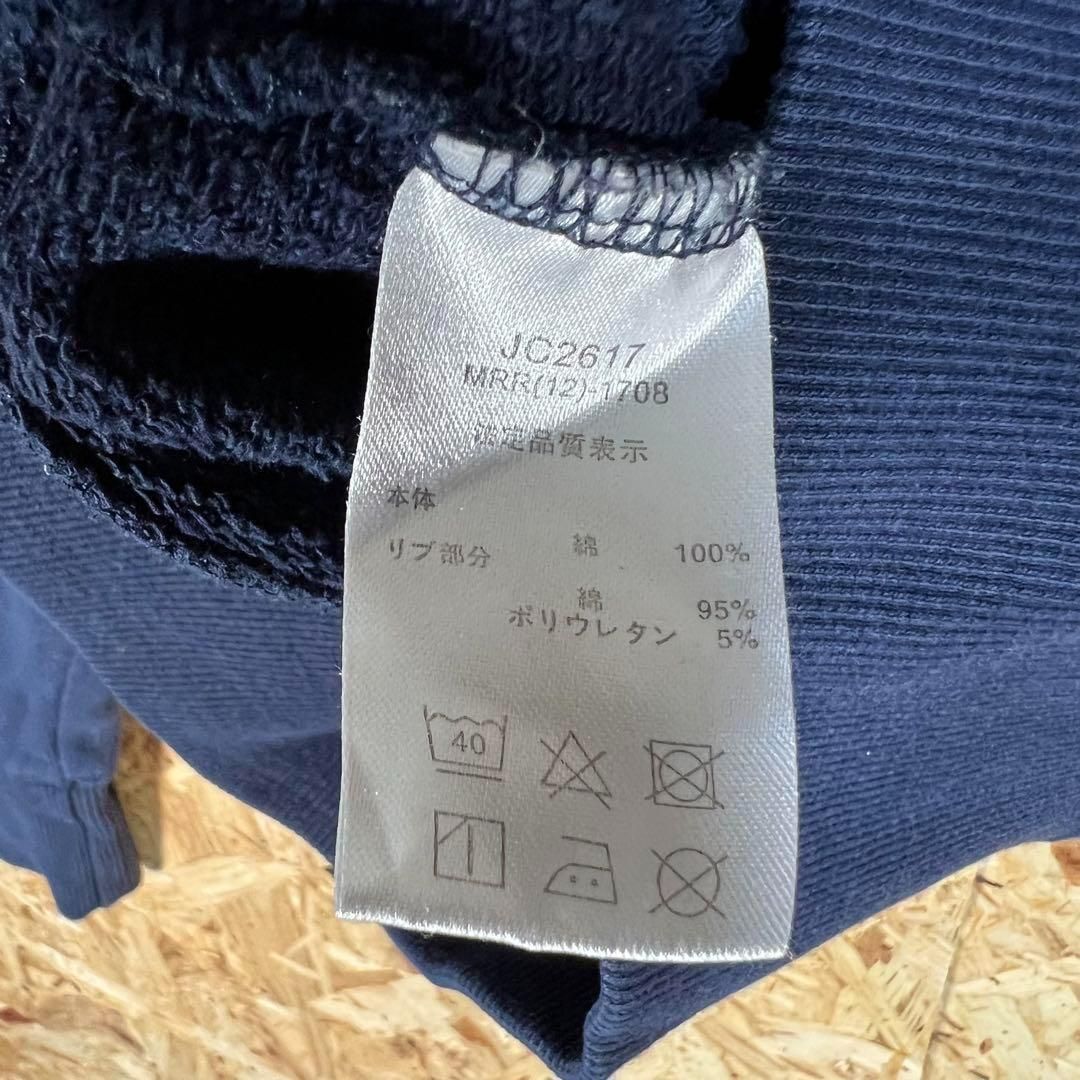 JC2617
MRR(12)-1708
法定品質表示
本体
綿 100%
リブ部分
綿 95%
ポリウレタン 5%
40